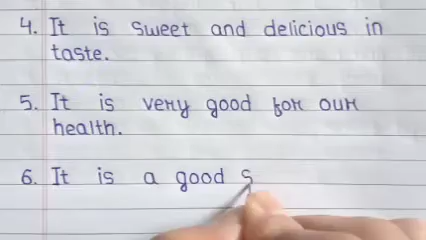 4. It is sweet and delicious in
taste.
5. It is very good for our
health.
6. It is a good s